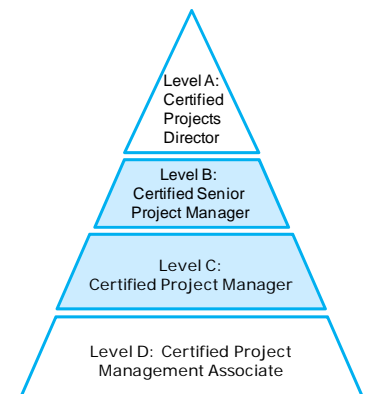 Level A:
Certified
Projects
Director
Level B:
Certified Senior
Project Manager
Level C:
Certified Project Manager
Level D: Certified Project
Management Associate